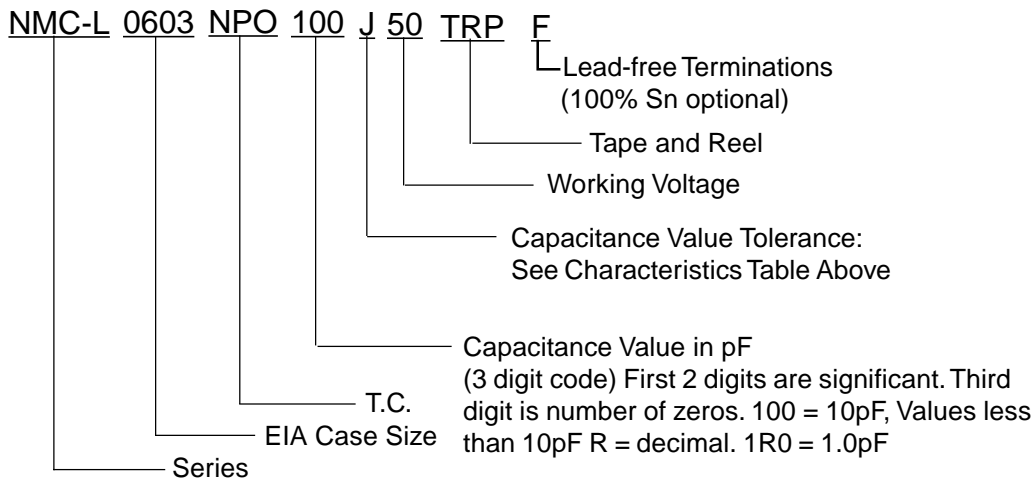 NMC-L 0603 NPO 100 J 50 TRP F
Lead-free Terminations
(100% Sn optional)
Tape and Reel
Working Voltage
Capacitance Value Tolerance:
See Characteristics Table Above
Capacitance Value in pF
(3 digit code) First 2 digits are significant. Third
digit is number of zeros. 100 = 10pF, Values less
than 10pF R = decimal. 1R0 = 1.0pF
T.C.
EIA Case Size
Series